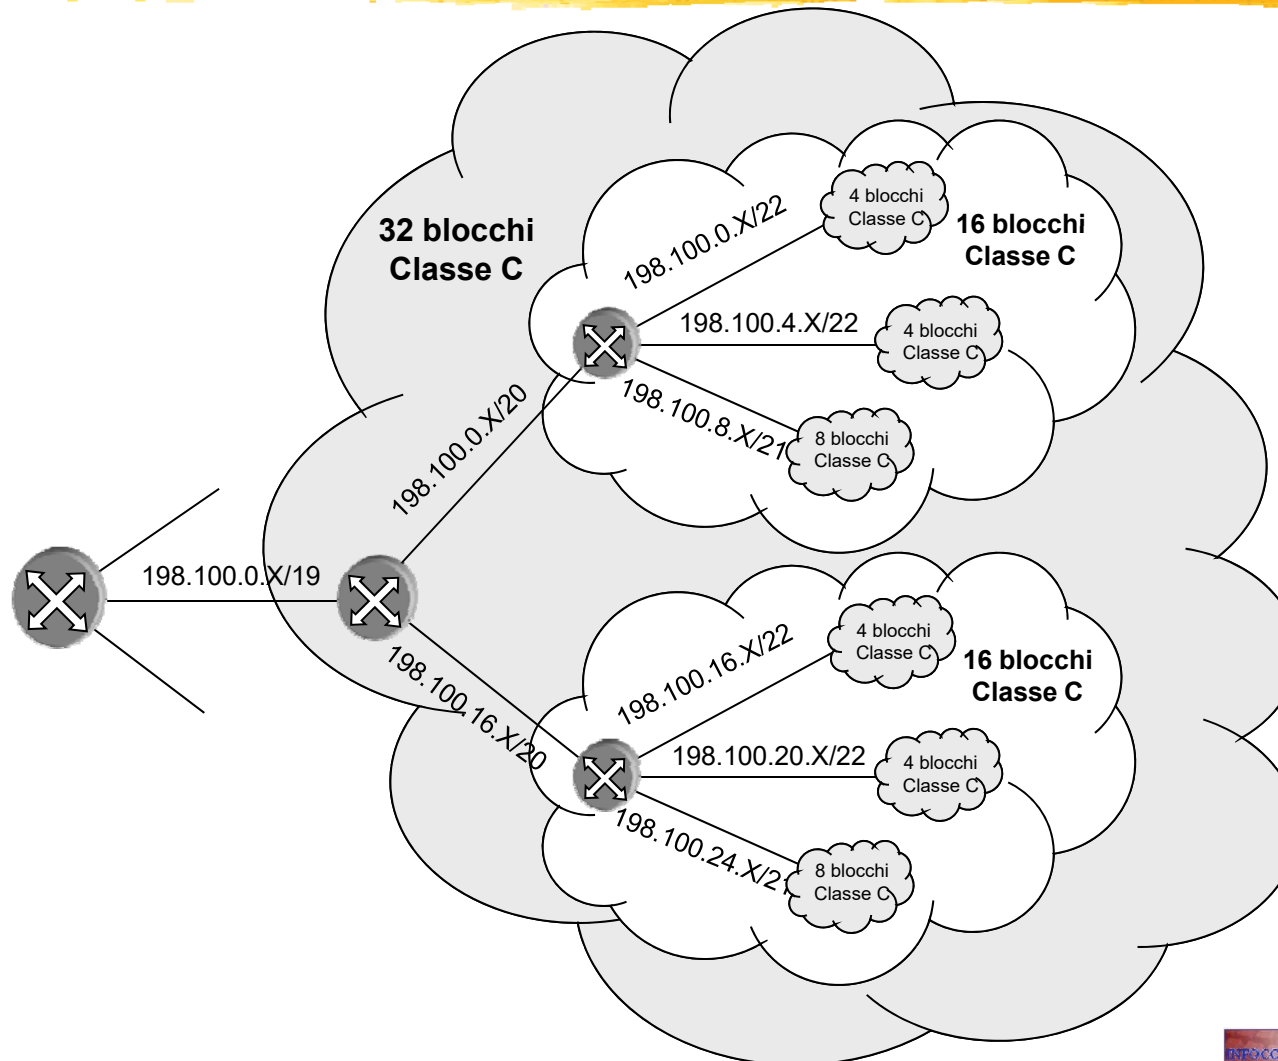 32 blocchi
Classe C
198.100.0.X/22
4 blocchi
Classe C
16 blocchi
Classe C
198.100.4.X/22
4 blocchi
Classe C
198.100.8.X/21
8 blocchi
Classe C
198.100.0.X/20
198.100.0.X/19
198.100.16.X/20
198.100.16.X/22
4 blocchi
Classe C
16 blocchi
Classe C
198.100.20.X/22
4 blocchi
Classe C
198.100.24.X/21
8 blocchi
Classe C
INFOCO